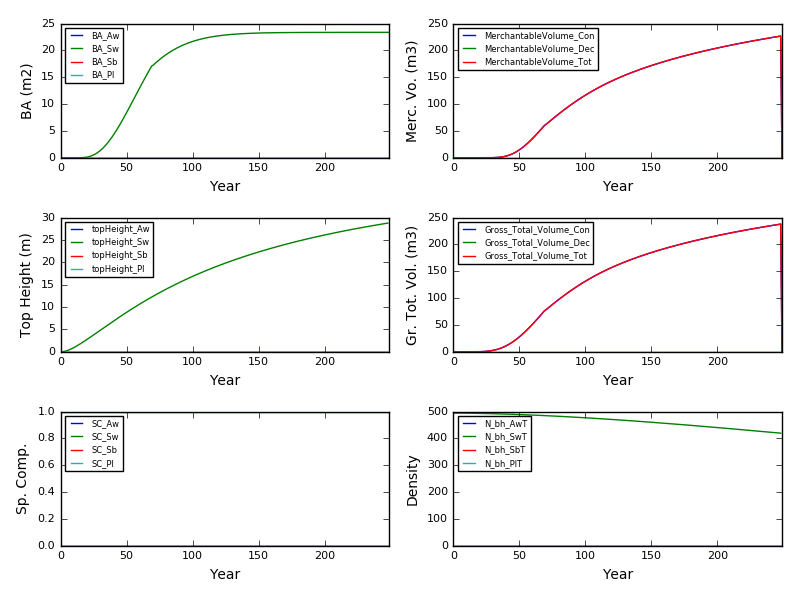 25
20
15
10
5
0
BA (m2)
BA_Aw
BA_Sw
BA_Sb
BA_Pl
0 50 100 150 200
Year
250
200
150
100
50
0
Merc. Vo. (m3)
MerchantableVolume_Con
MerchantableVolume_Dec
MerchantableVolume_Tot
0 50 100 150 200
Year
30
25
20
15
10
5
0
Top Height (m)
topHeight_Aw
topHeight_Sw
topHeight_Sb
topHeight_Pl
0 50 100 150 200
Year
250
200
150
100
50
0
Gr. Tot. Vol. (m3)
Gross_Total_Volume_Con
Gross_Total_Volume_Dec
Gross_Total_Volume_Tot
0 50 100 150 200
Year
1.0
0.8
0.6
0.4
0.2
0.0
Sp. Comp.
SC_Aw
SC_Sw
SC_Sb
SC_Pl
0 50 100 150 200
Year
500
400
300
200
100
0
Density
N_bh_AwT
N_bh_SwT
N_bh_SbT
N_bh_PlT
0 50 100 150 200
Year